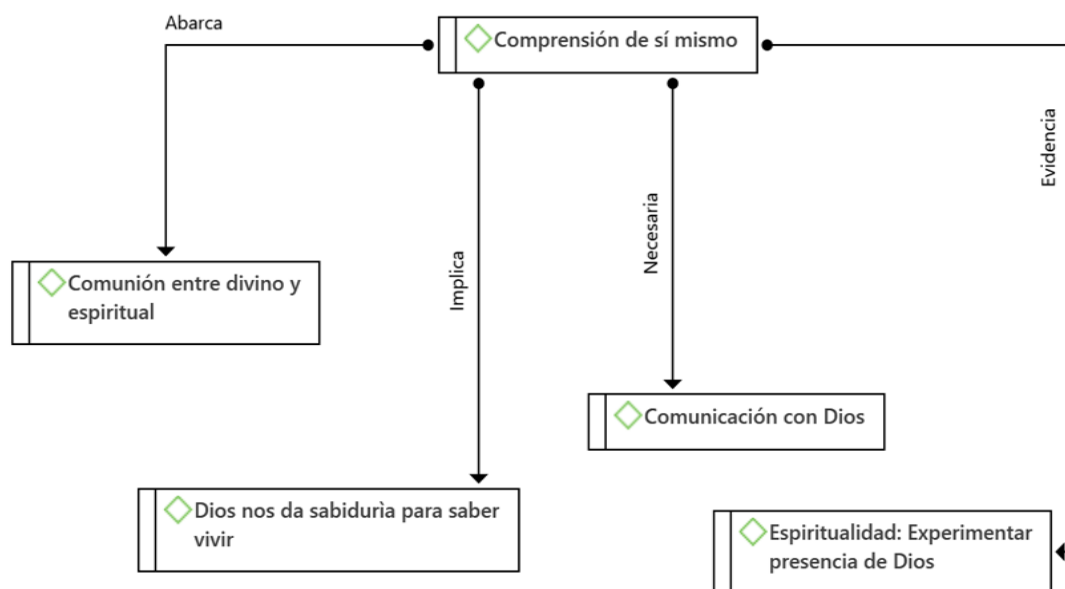 Abarca
Comprensión de sí mismo
Evidencia
Necesaria
Implica
Comunión entre divino y
espiritual
Comunicación con Dios
Dios nos da sabidurìa para saber
vivir
Espiritualidad: Experimentar
presencia de Dios